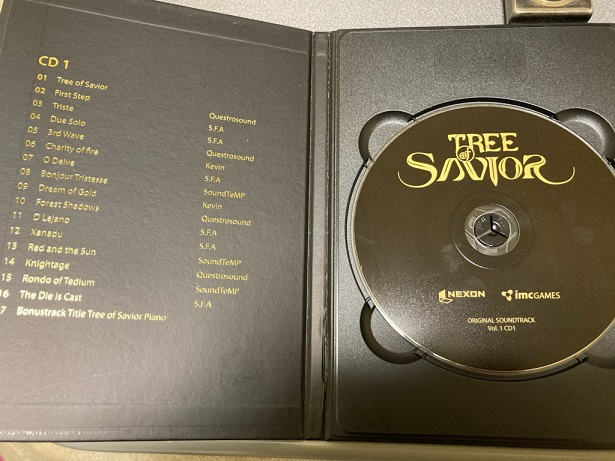 CD 1
01 Tree of Savior
02 First Step
03 Triste
04 Due Solo
05 3rd Wave
06 Charity of fire
07 O Deive
08 Bonjour Tristesse
09 Dream of Gold
10 Forest Shadows
11 D Lejano
12 Xanadu
13 Red and the Sun
14 Knightage
15 Rondo of Tedium
16 The Die is Cast
7 Bonustrack Title Tree of Savior Piano
Questrosound
S.F.A
S.F.A
Questrosound
Kevin
S.F.A
SoundTeMP
Kevin
Questrosound
S.F.A
S.F.A
SoundTeMP
Questrosound
SoundTeMP
S.F.A
TREE
of
SAVIOR
NEXON imcGAMES
ORIGINAL SOUNDTRACK
Vol. 1 CD1